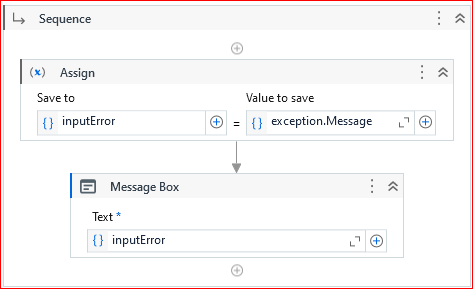 Sequence
Assign
Save to
Value to save
inputError
=
exception.Message
Message Box
Text *
inputError